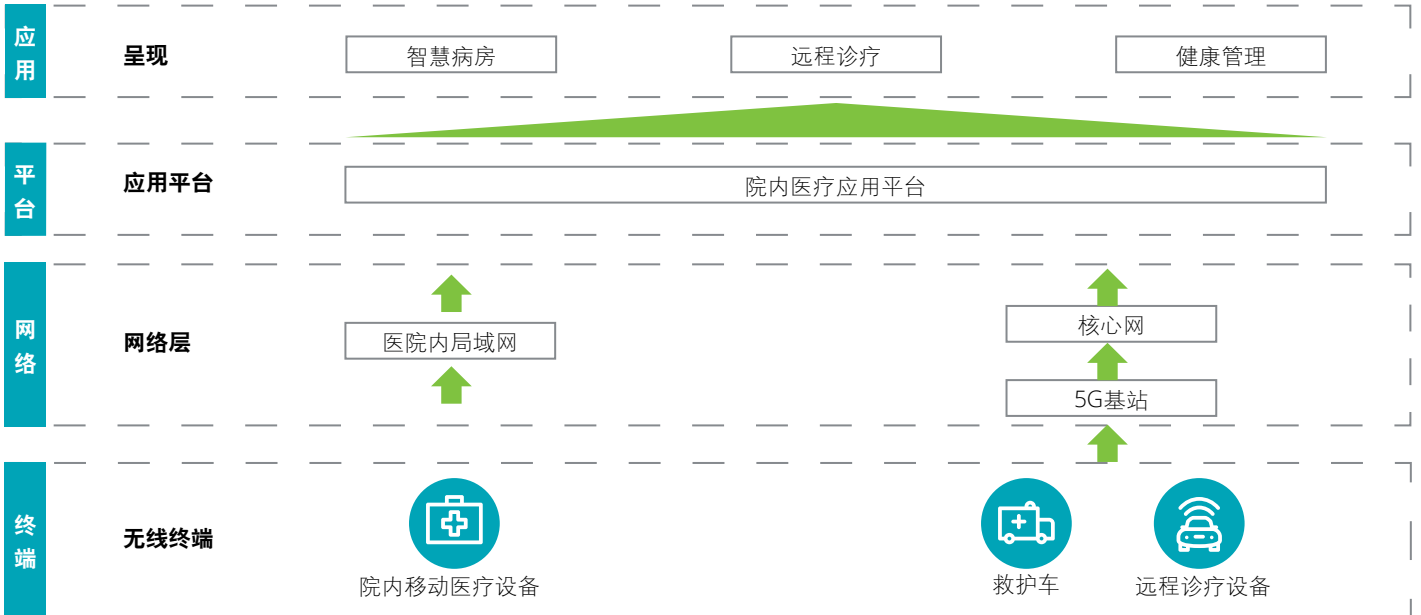 应用
呈现
智慧病房
远程诊疗
健康管理
平台
应用平台
院内医疗应用平台
网络
网络层
医院内局域网
核心网
5G基站
终端
无线终端
院内移动医疗设备
救护车
远程诊疗设备